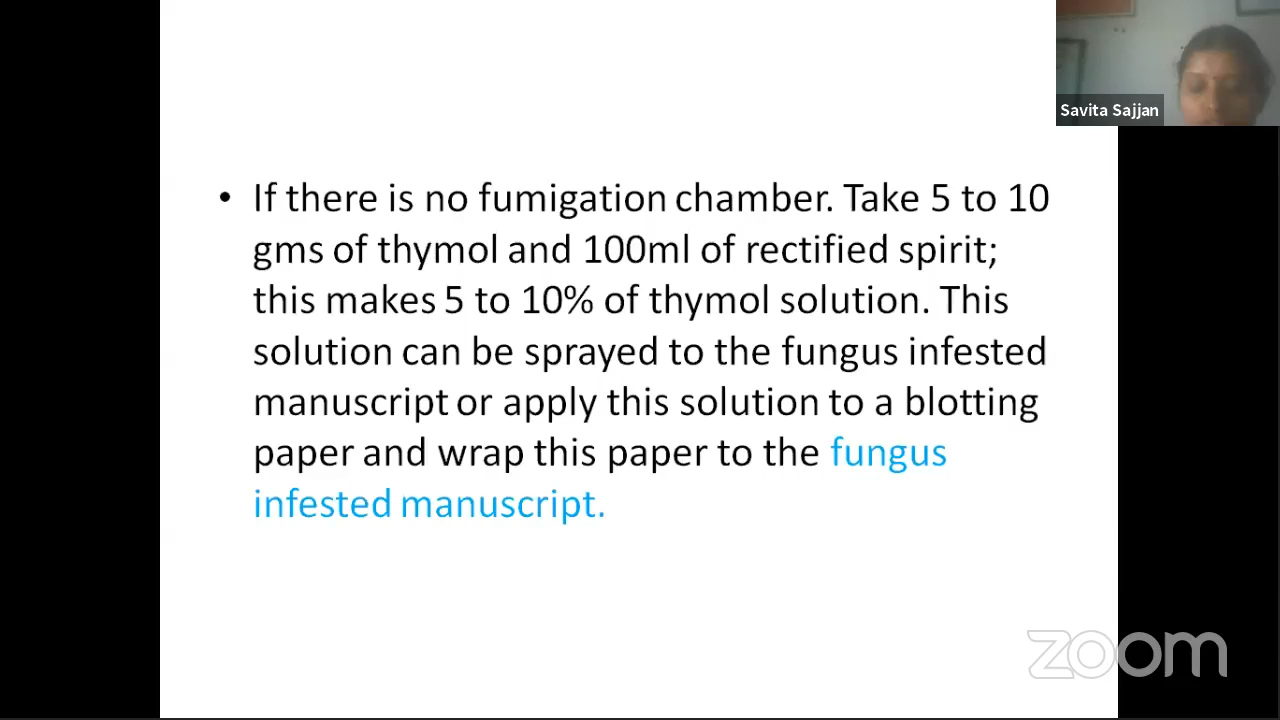 Savita Sajjan
• If there is no fumigation chamber. Take 5 to 10
gms of thymol and 100ml of rectified spirit;
this makes 5 to 10% of thymol solution. This
solution can be sprayed to the fungus infested
manuscript or apply this solution to a blotting
paper and wrap this paper to the fungus
infested manuscript.
zoom